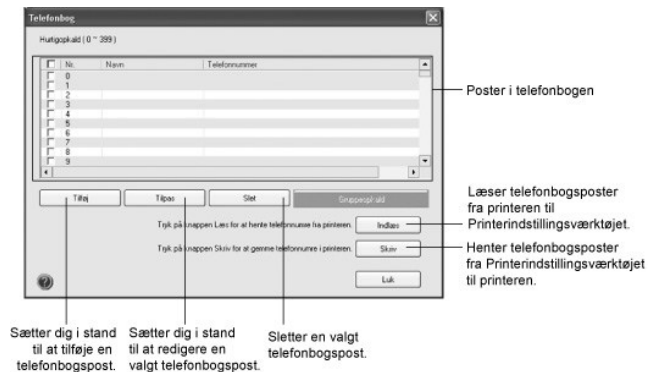 Telefonbog
Hurtigopkald ( 0 ~ 399 )
Nr. Navn Telefonnummer
0
1
2
3
4
5
6
7
8
9
Poster i telefonbogen
Tilføj Tilpas Slet Gruppeopkald
Tryk på knappen Læs for at hente telefonnumre fra printeren. Indlæs
Tryk på knappen Skriv for at gemme telefonnumre i printeren. Skriv
Luk
Læser telefonbogsposter
fra printeren til
Printerindstillingsværktøjet.
Henter telefonbogsposter
fra Printerindstillingsværktøjet
til printeren.
Sætter dig i stand
til at tilføje en
telefonbogspost.
Sætter dig i stand
til at redigere en
valgt telefonbogspost.
Sletter en valgt
telefonbogspost.